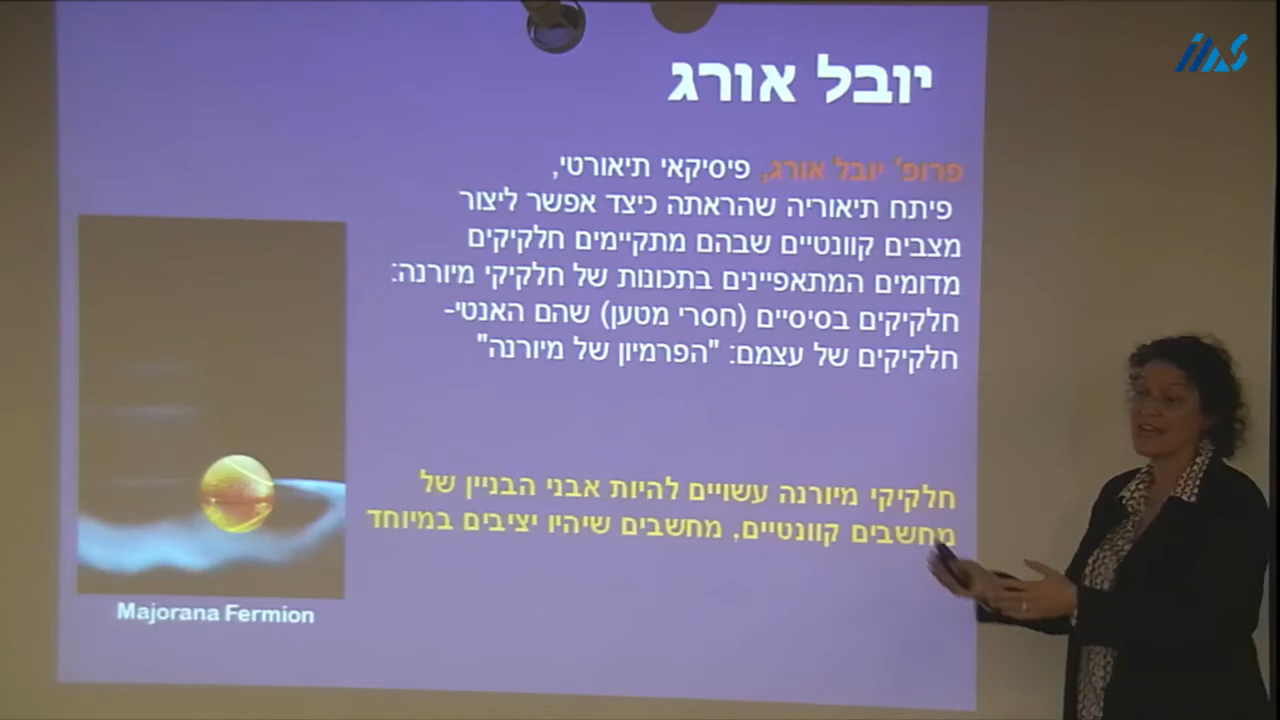 יובל אורג
פרופ' יובל אורג, פיסיקאי תיאורטי,
פיתח תיאוריה שהראתה כיצד אפשר ליצור
מצבים קוונטיים שבהם מתקיימים חלקיקים
מדומים המתאפיינים בתכונות של חלקיקי מיורנה:
חלקיקים בסיסיים (חסרי מטען) שהם האנטי-
חלקיקים של עצמם: "הפרמיון של מיורנה"
חלקיקי מיורנה עשויים להיות אבני הבניין של
מחשבים קוונטיים, מחשבים שיהיו יציבים במיוחד
Majorana Fermion
IIAS